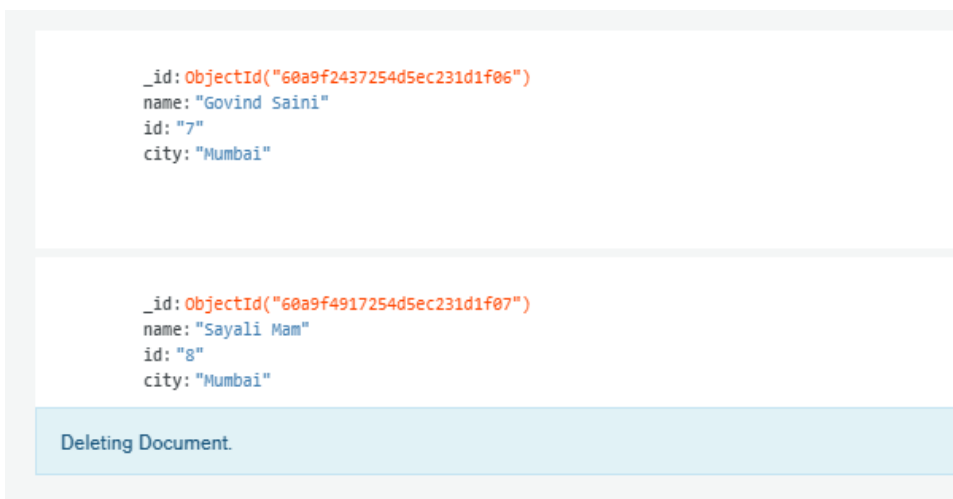 _id: ObjectId("60a9f2437254d5ec231d1f06")
name: "Govind Saini"
id: "7"
city: "Mumbai"
_id: ObjectId("60a9f4917254d5ec231d1f07")
name: "Sayali Mam"
id: "8"
city: "Mumbai"
Deleting Document.